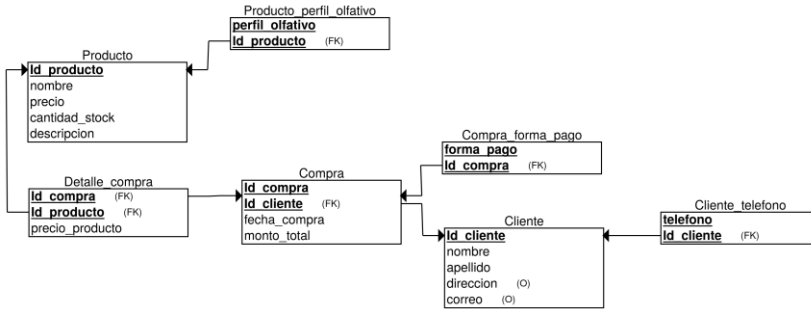 Producto_perfil_olfativo
perfil_olfativo
Id_producto (FK)
Producto
Id_producto
nombre
precio
cantidad_stock
descripcion
Compra_forma_pago
forma_pago
Id_compra (FK)
Detalle_compra
Id_compra (FK)
Id_producto (FK)
precio_producto
Compra
Id_compra
Id_cliente (FK)
fecha_compra
monto_total
Cliente
Id_cliente
nombre
apellido
direccion (O)
correo (O)
Cliente_telefono
telefono
Id_cliente (FK)